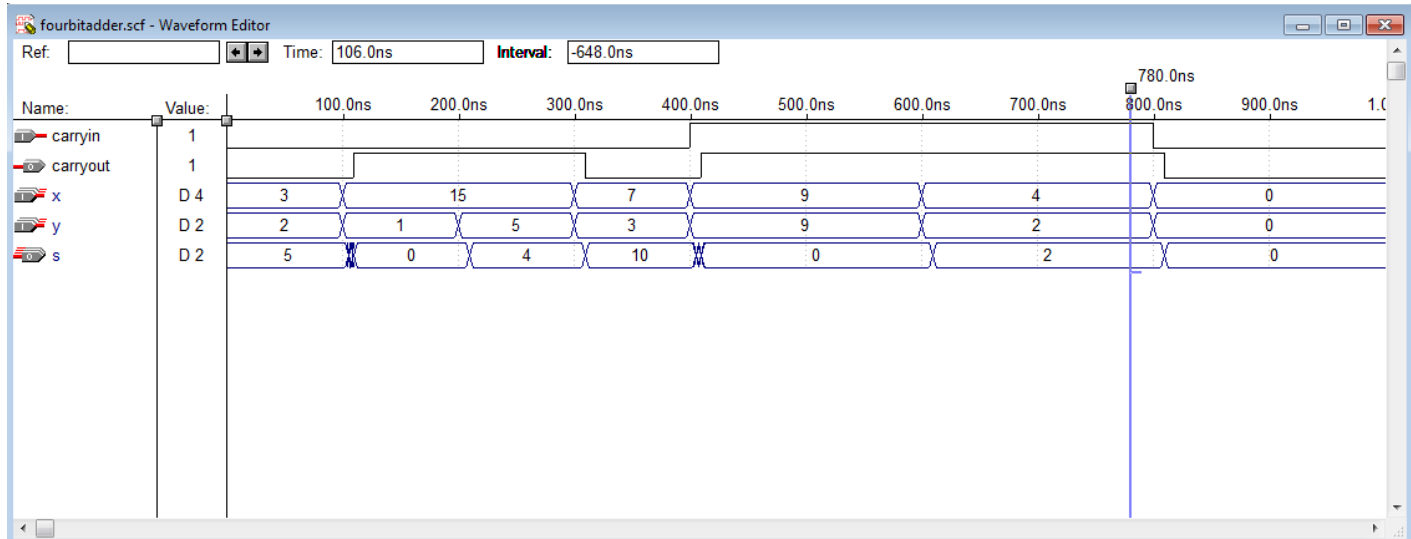 fourbitadder.scf - Waveform Editor
Ref: Time: 106.0ns Interval: -648.0ns
780.0ns
Name: Value: 100.0ns 200.0ns 300.0ns 400.0ns 500.0ns 600.0ns 700.0ns 800.0ns 900.0ns 1.0
carryin 1
carryout 1
x D 4 3 15 7 9 4 0
y D 2 2 1 5 3 9 2 0
s D 2 5 0 4 10 0 2 0